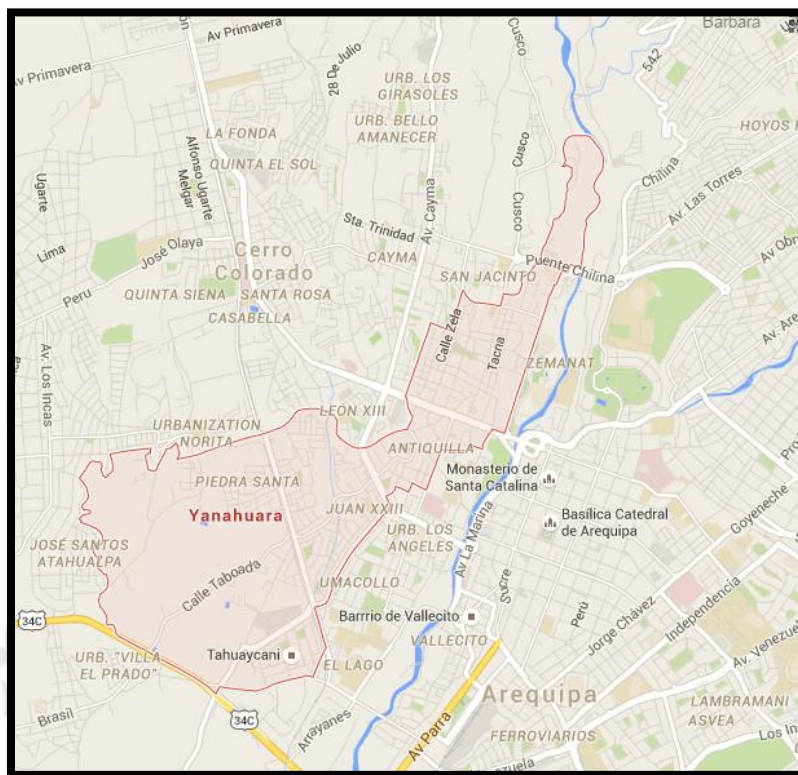 Av Primavera
Barbara
Av Primavera
Cusco
542
28 De Julio
URB. LOS
GIRASOLES
URB. BELLO
AMANECER
HOYOS
LA FONDA
Alfonso Ugarte
Melgar
QUINTA EL SOL
Cusco
Chilina
Av. Las Torres
Ugarte
Cusco
Sta. Trinidad
Av. Cayma
Lima
José Olaya
Cerro
Colorado
CAYMA
Puente Chilina
SAN JACINTO
Peru
QUINTA SIENA
SANTA ROSA
CASABELLA
Calle Zela
Tacna
Av. Los Incas
ZEMANAT
LEON XIII
URBANIZATION
NORITA
ANTIQUILLA
PIEDRA SANTA
Monasterio de
Santa Catalina
Yanahuara
JUAN XXIII
Basílica Catedral
de Arequipa
Goyeneche
URB. LOS
ANGELES
JOSÉ SANTOS
ATAHUALPA
Av La Marina
Calle Taboada
UMACOLLO
Sucre
34C
Barrrio de Vallecito
Perú
Jorge Chávez
Independencia
VALLECITO
Av. Venezuela
Tahuaycani
EL LAGO
URB. "VILLA
EL PRADO"
Arequipa
LAMBRAMANI
ASVEA
Brasil
34C
Arrayanes
Av Parra
FERROVIARIOS
Los In